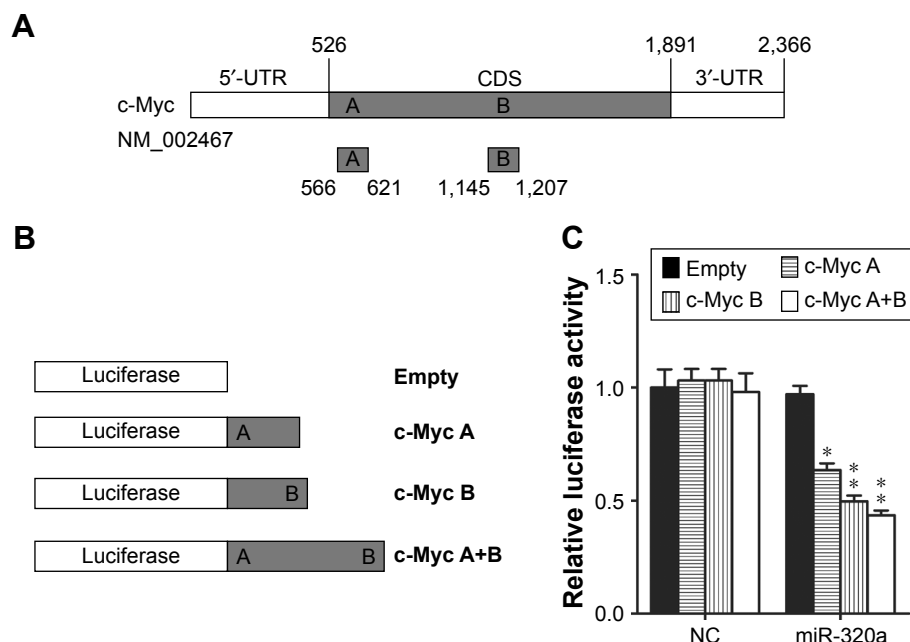 A
526 1,891 2,366
5′-UTR CDS 3′-UTR
c-Myc A B
NM_002467
A B
566 621 1,145 1,207
B
Luciferase Empty
Luciferase A c-Myc A
Luciferase B c-Myc B
Luciferase A B c-Myc A+B
C
Relative luciferase activity
Empty c-Myc A
c-Myc B c-Myc A+B
1.5
1.0
0.5
0.0
* ** **
NC miR-320a